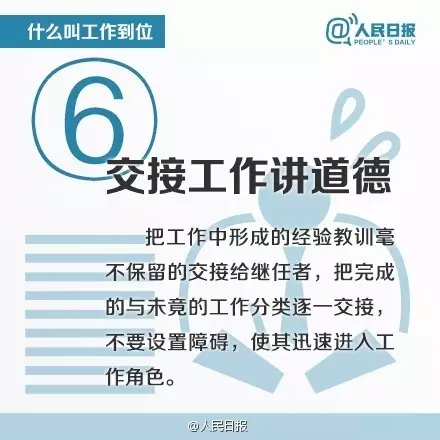 什么叫工作到位
@人民日报
PEOPLE'S DAILY
6
交接工作讲道德
把工作中形成的经验教训毫
不保留的交接给继任者，把完成
的与未竟的工作分类逐一交接，
不要设置障碍，使其迅速进入工
作角色。
@人民日报